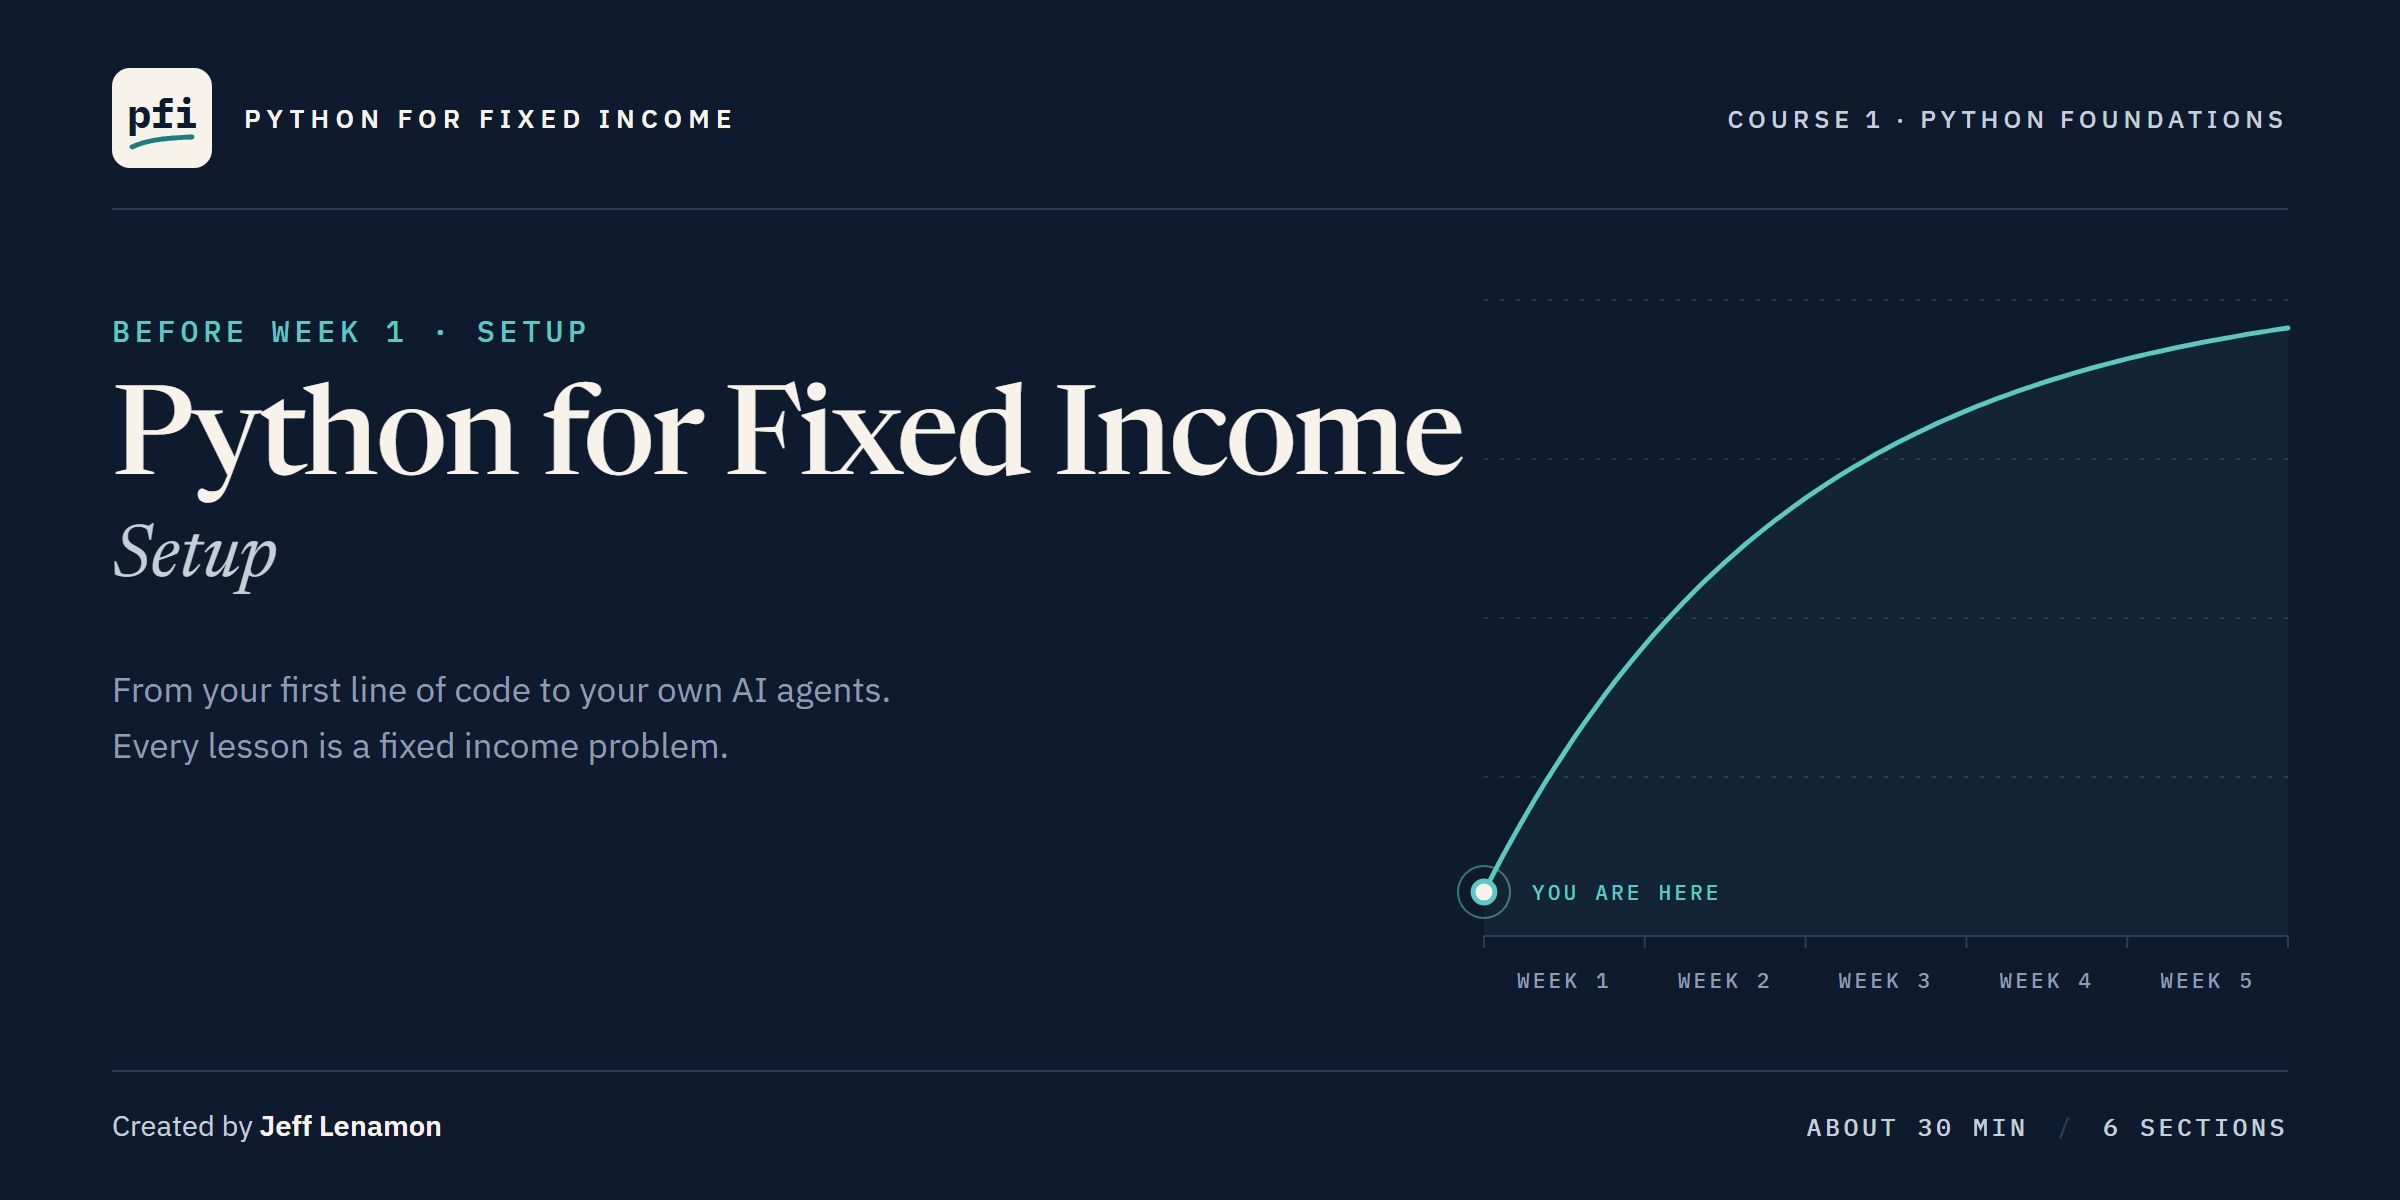 pfi
PYTHON FOR FIXED INCOME
COURSE 1 · PYTHON FOUNDATIONS
BEFORE WEEK 1 · SETUP
Python for Fixed Income
Setup
From your first line of code to your own AI agents.
Every lesson is a fixed income problem.
YOU ARE HERE
WEEK 1 WEEK 2 WEEK 3 WEEK 4 WEEK 5
Created by Jeff Lenamon
ABOUT 30 MIN / 6 SECTIONS